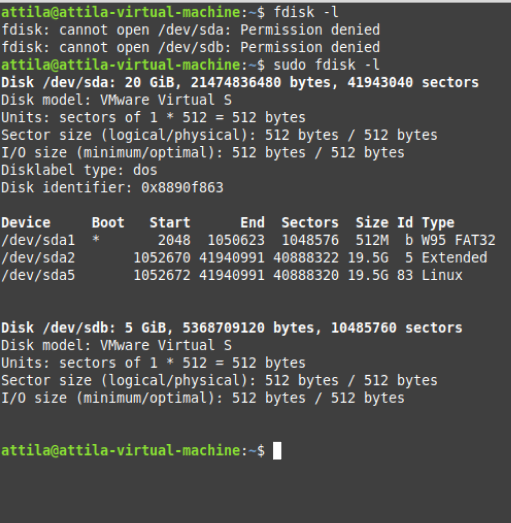 attila@attila-virtual-machine:~$ fdisk -l
fdisk: cannot open /dev/sda: Permission denied
fdisk: cannot open /dev/sdb: Permission denied
attila@attila-virtual-machine:~$ sudo fdisk -l
Disk /dev/sda: 20 GiB, 21474836480 bytes, 41943040 sectors
Disk model: VMware Virtual S
Units: sectors of 1 * 512 = 512 bytes
Sector size (logical/physical): 512 bytes / 512 bytes
I/O size (minimum/optimal): 512 bytes / 512 bytes
Disklabel type: dos
Disk identifier: 0x8890f863
Device     Boot   Start      End  Sectors  Size Id Type
/dev/sda1  *       2048  1050623  1048576  512M  b W95 FAT32
/dev/sda2       1052670 41940991 40888322 19.5G  5 Extended
/dev/sda5       1052672 41940991 40888320 19.5G 83 Linux
Disk /dev/sdb: 5 GiB, 5368709120 bytes, 10485760 sectors
Disk model: VMware Virtual S
Units: sectors of 1 * 512 = 512 bytes
Sector size (logical/physical): 512 bytes / 512 bytes
I/O size (minimum/optimal): 512 bytes / 512 bytes
attila@attila-virtual-machine:~$